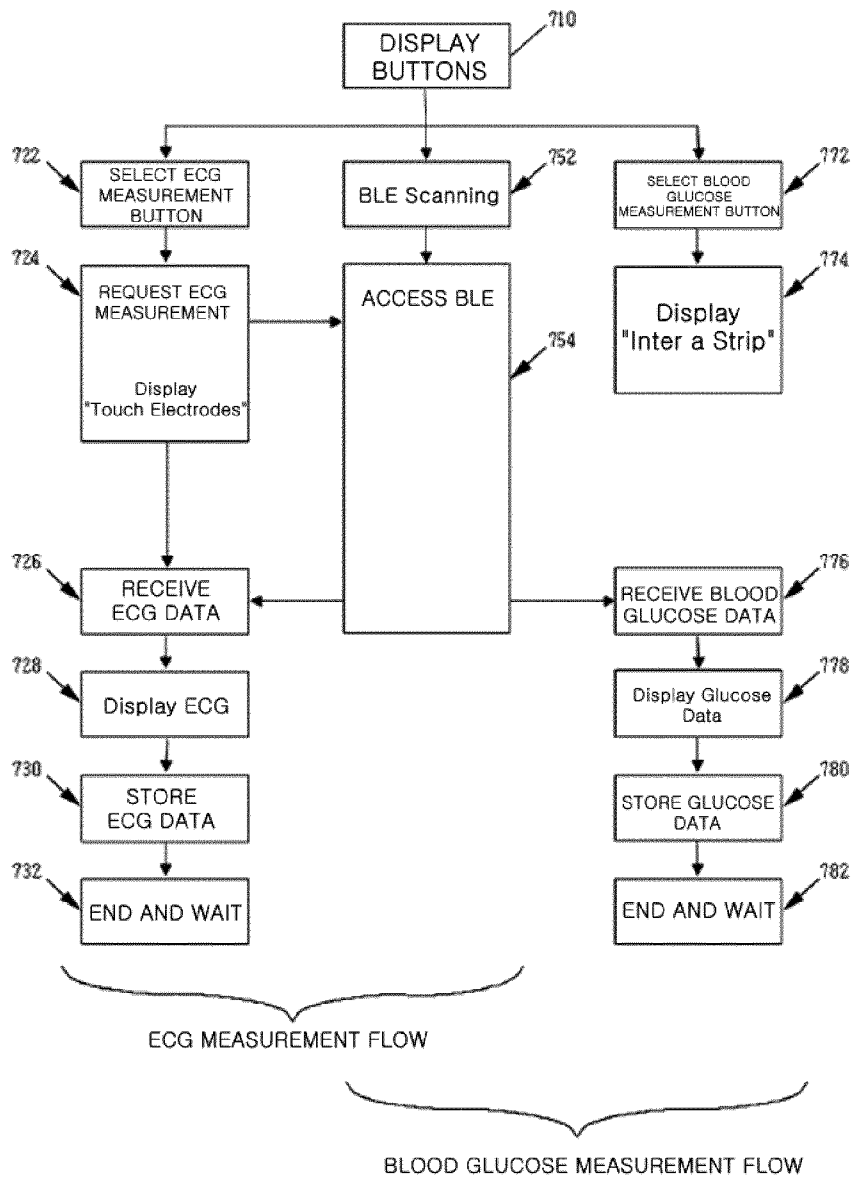 710
DISPLAY
BUTTONS
722
SELECT ECG
MEASUREMENT
BUTTON
752
BLE Scanning
772
SELECT BLOOD
GLUCOSE
MEASUREMENT BUTTON
724
REQUEST ECG
MEASUREMENT
Display
"Touch Electrodes"
ACCESS BLE
754
774
Display
"Inter a Strip"
726
RECEIVE
ECG DATA
776
RECEIVE BLOOD
GLUCOSE DATA
728
Display ECG
778
Display Glucose
Data
730
STORE
ECG DATA
780
STORE GLUCOSE
DATA
732
END AND WAIT
782
END AND WAIT
ECG MEASUREMENT FLOW
BLOOD GLUCOSE MEASUREMENT FLOW